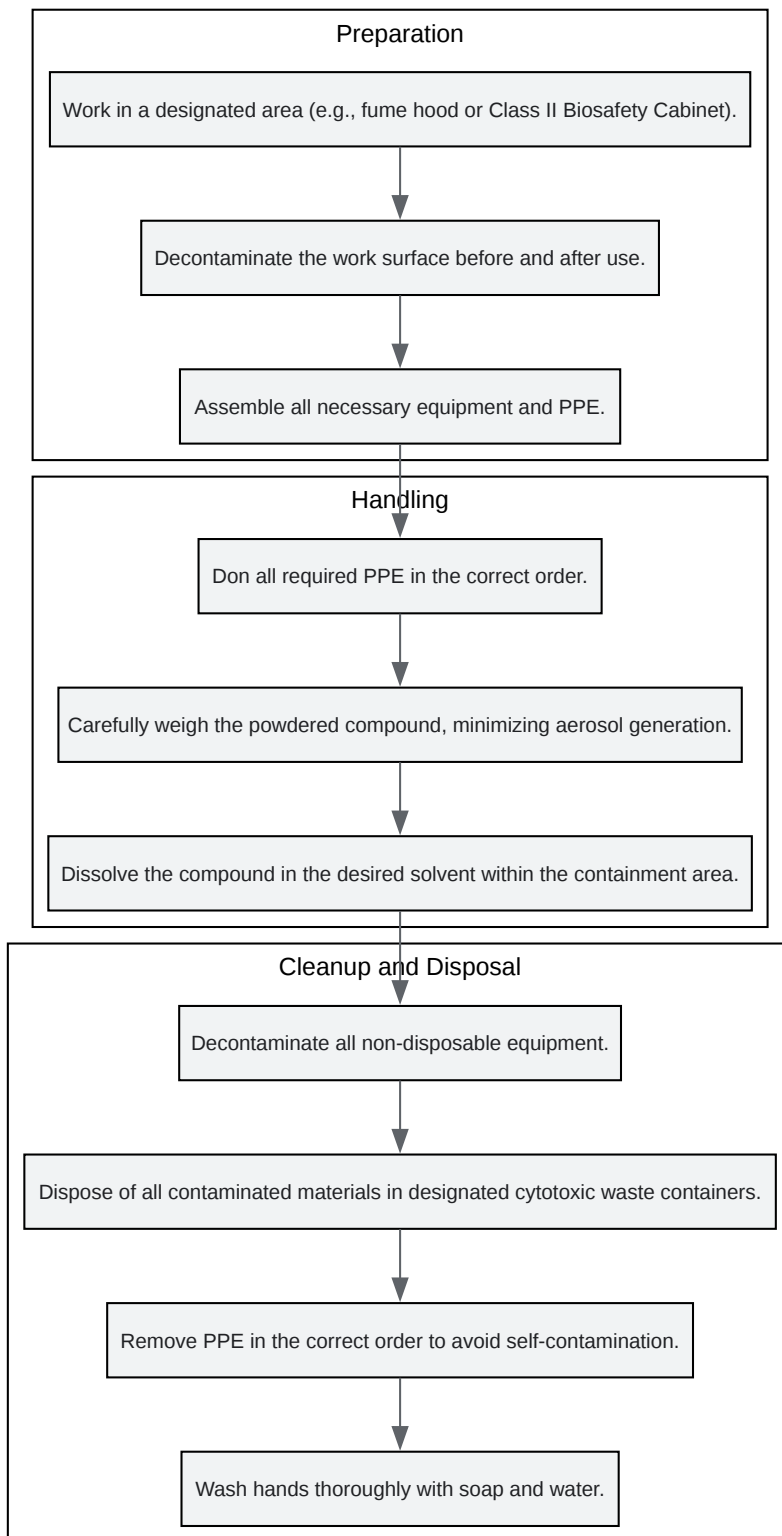 Preparation
Work in a designated area (e.g., fume hood or Class II Biosafety Cabinet).
Decontaminate the work surface before and after use.
Assemble all necessary equipment and PPE.
Handling
Don all required PPE in the correct order.
Carefully weigh the powdered compound, minimizing aerosol generation.
Dissolve the compound in the desired solvent within the containment area.
Cleanup and Disposal
Decontaminate all non-disposable equipment.
Dispose of all contaminated materials in designated cytotoxic waste containers.
Remove PPE in the correct order to avoid self-contamination.
Wash hands thoroughly with soap and water.